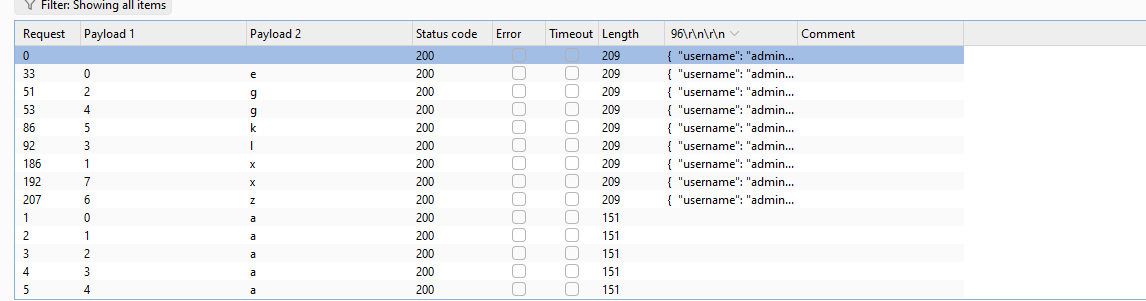 Filter: Showing all items
Request Payload 1 Payload 2 Status code Error Timeout Length 96\r\n\r\n Comment
0 200 209 { "username": "admin...
33 0 e 200 209 { "username": "admin...
51 2 g 200 209 { "username": "admin...
53 4 g 200 209 { "username": "admin...
86 5 k 200 209 { "username": "admin...
92 3 l 200 209 { "username": "admin...
186 1 x 200 209 { "username": "admin...
192 7 x 200 209 { "username": "admin...
207 6 z 200 209 { "username": "admin...
1 0 a 200 151
2 1 a 200 151
3 2 a 200 151
4 3 a 200 151
5 4 a 200 151